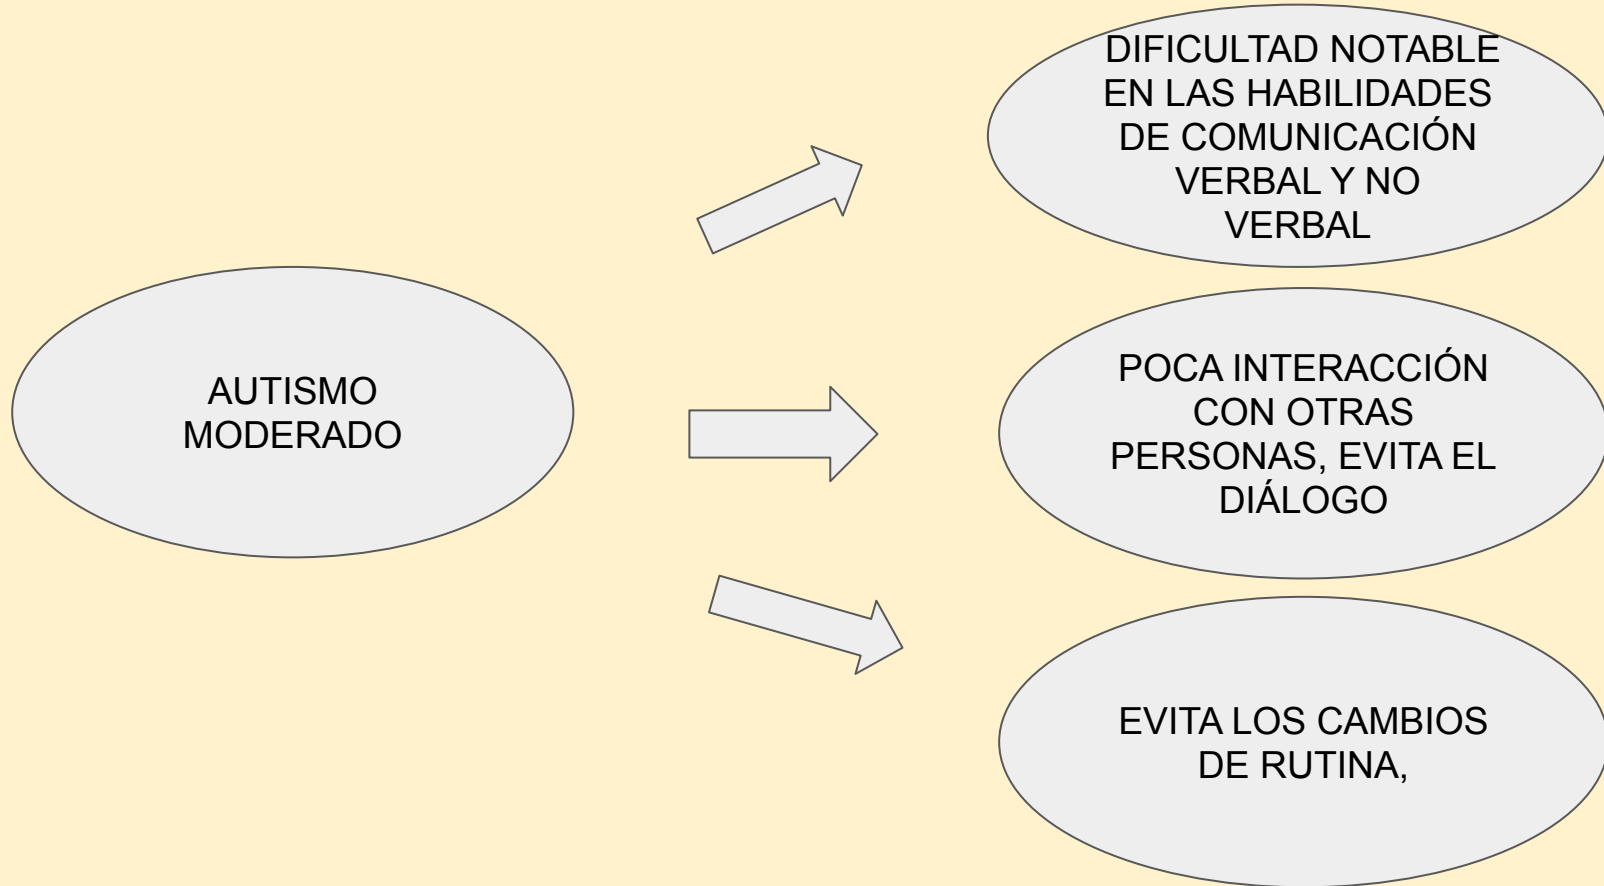 AUTISMO
MODERADO
DIFICULTAD NOTABLE
EN LAS HABILIDADES
DE COMUNICACIÓN
VERBAL Y NO
VERBAL
POCA INTERACCIÓN
CON OTRAS
PERSONAS, EVITA EL
DIÁLOGO
EVITA LOS CAMBIOS
DE RUTINA,